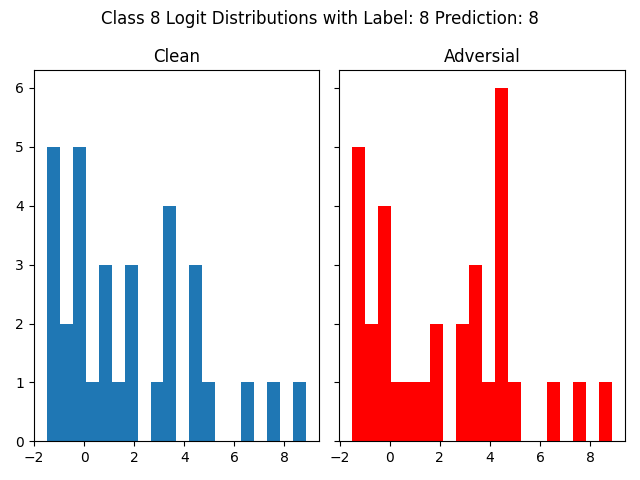 Class 8 Logit Distributions with Label: 8 Prediction: 8
Clean
Adversial
6
5
4
3
2
1
0
−2 0 2 4 6 8
−2 0 2 4 6 8